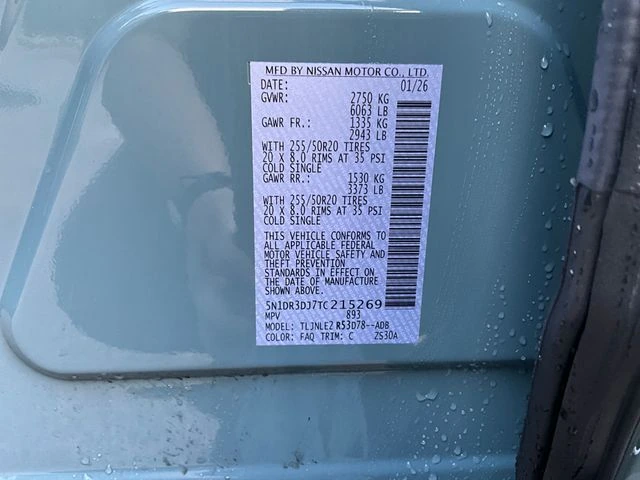 MFD BY NISSAN MOTOR CO., LTD.
DATE: 01/26
GVWR: 2750 KG
6063 LB
GAWR FR.: 1335 KG
2943 LB
WITH 255/50R20 TIRES
20 X 8.0 RIMS AT 35 PSI
COLD SINGLE
GAWR RR.: 1530 KG
3373 LB
WITH 255/50R20 TIRES
20 X 8.0 RIMS AT 35 PSI
COLD SINGLE
THIS VEHICLE CONFORMS TO
ALL APPLICABLE FEDERAL
MOTOR VEHICLE SAFETY AND
THEFT PREVENTION
STANDARDS IN EFFECT ON
THE DATE OF MANUFACTURE
SHOWN ABOVE.
5N1DR3DJ7TC215269
MPV 893
MODEL: TLJNLEZ R53D78--ADB
COLOR: FAQ TRIM: C ZS30A